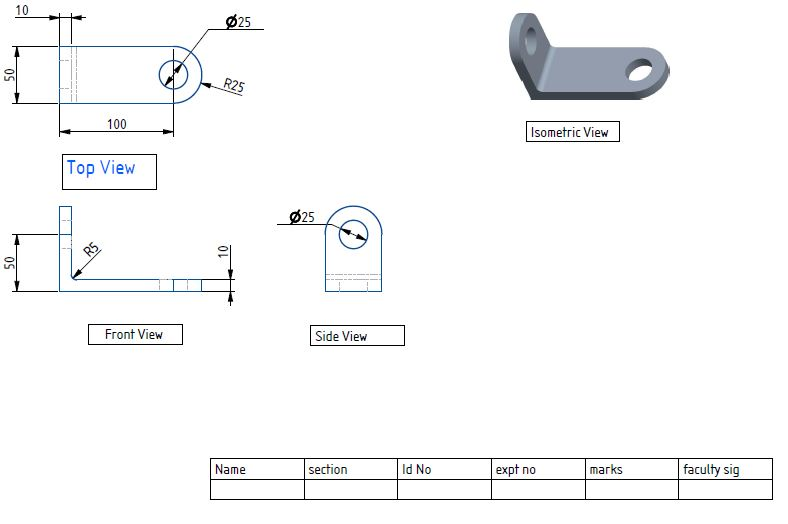 10
Ø25
50
R25
100
Top View
Isometric View
Ø25
50
R5
10
Front View
Side View
Name section Id No expt no marks faculty sig